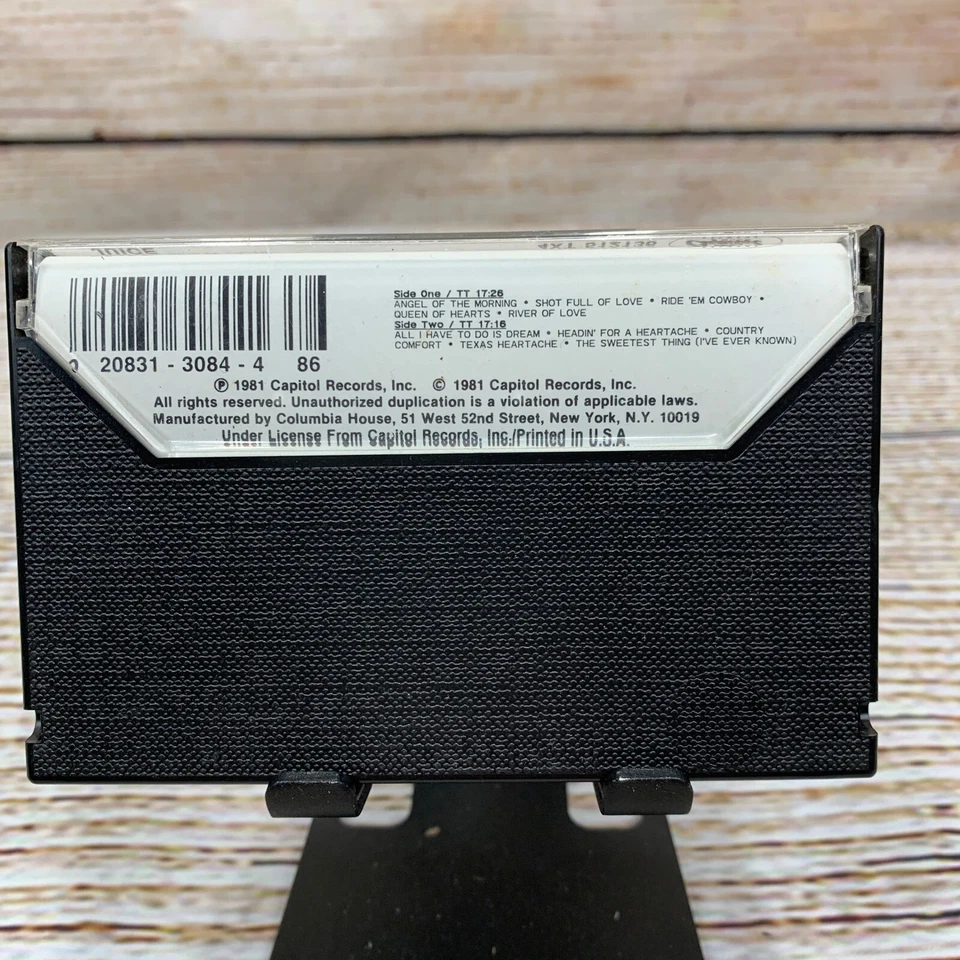 JUICE 4XT 512136
Side One / TT 17:26
ANGEL OF THE MORNING • SHOT FULL OF LOVE • RIDE 'EM COWBOY •
QUEEN OF HEARTS • RIVER OF LOVE
Side Two / TT 17:16
ALL I HAVE TO DO IS DREAM • HEADIN' FOR A HEARTACHE • COUNTRY
COMFORT • TEXAS HEARTACHE • THE SWEETEST THING (I'VE EVER KNOWN)
0 20831 - 3084 - 4 86
Ⓟ 1981 Capitol Records, Inc. © 1981 Capitol Records, Inc.
All rights reserved. Unauthorized duplication is a violation of applicable laws.
Manufactured by Columbia House, 51 West 52nd Street, New York, N.Y. 10019
Under License From Capitol Records, Inc./Printed in U.S.A.